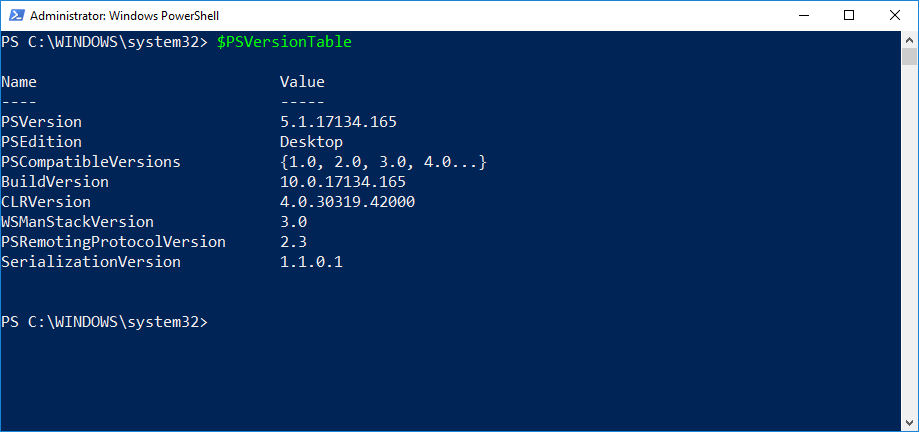 Administrator: Windows PowerShell
PS C:\WINDOWS\system32> $PSVersionTable
Name                           Value
----                           -----
PSVersion                      5.1.17134.165
PSEdition                      Desktop
PSCompatibleVersions           {1.0, 2.0, 3.0, 4.0...}
BuildVersion                   10.0.17134.165
CLRVersion                     4.0.30319.42000
WSManStackVersion              3.0
PSRemotingProtocolVersion      2.3
SerializationVersion           1.1.0.1
PS C:\WINDOWS\system32>